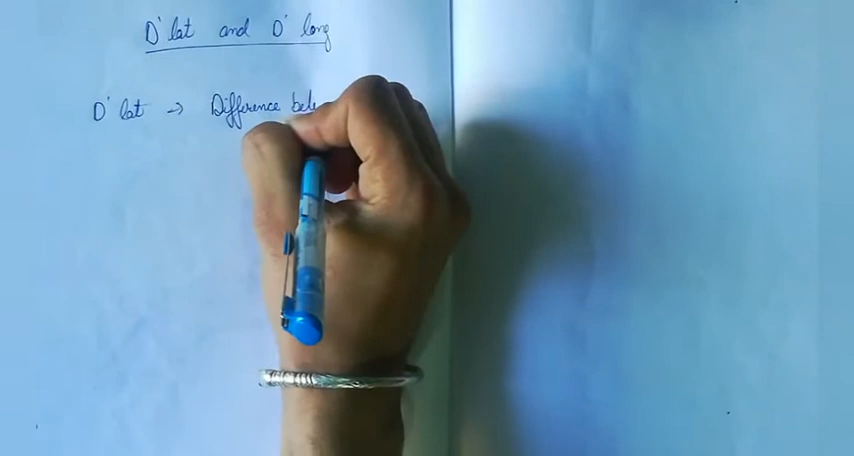 D' lat and D' long
D' lat → Difference bet